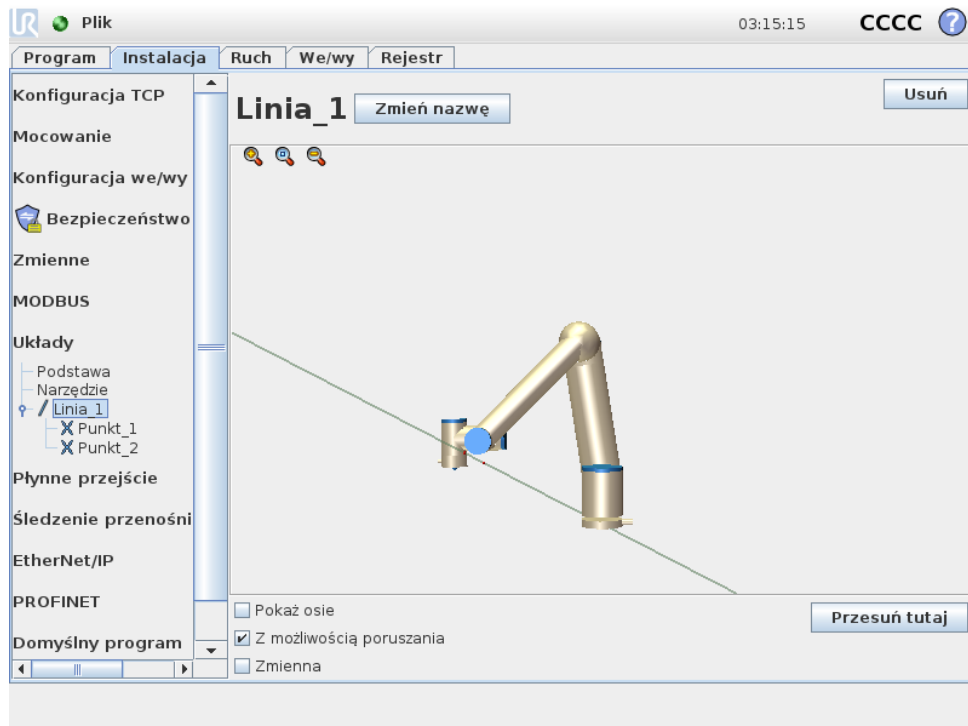 UR Plik 03:15:15 CCCC ?
Program Instalacja Ruch We/wy Rejestr
Konfiguracja TCP
Mocowanie
Konfiguracja we/wy
Bezpieczeństwo
Zmienne
MODBUS
Układy
Podstawa
Narzędzie
Linia_1
Punkt_1
Punkt_2
Płynne przejście
Śledzenie przenośni
EtherNet/IP
PROFINET
Domyślny program
Linia_1 Zmień nazwę Usuń
Pokaż osie
Z możliwością poruszania
Zmienna
Przesuń tutaj